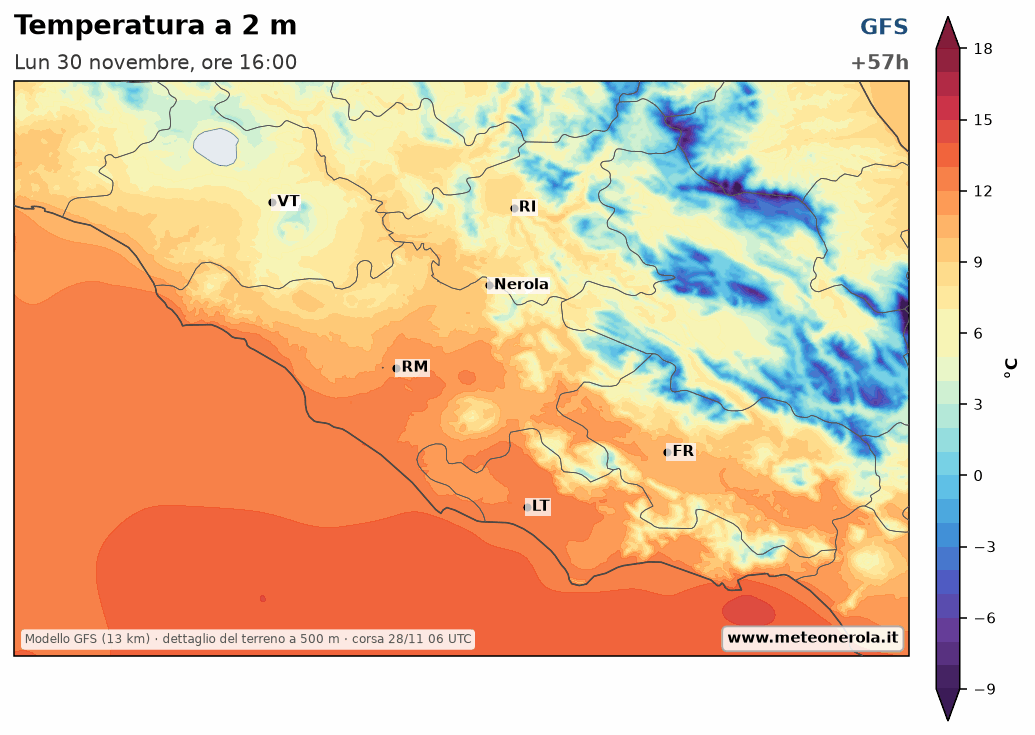 Temperatura a 2 m
GFS
Lun 30 novembre, ore 16:00
+57h
18
15
12
9
6
3
0
−3
−6
−9
°C
VT
RI
Nerola
RM
FR
LT
Modello GFS (13 km) · dettaglio del terreno a 500 m · corsa 28/11 06 UTC
www.meteonerola.it